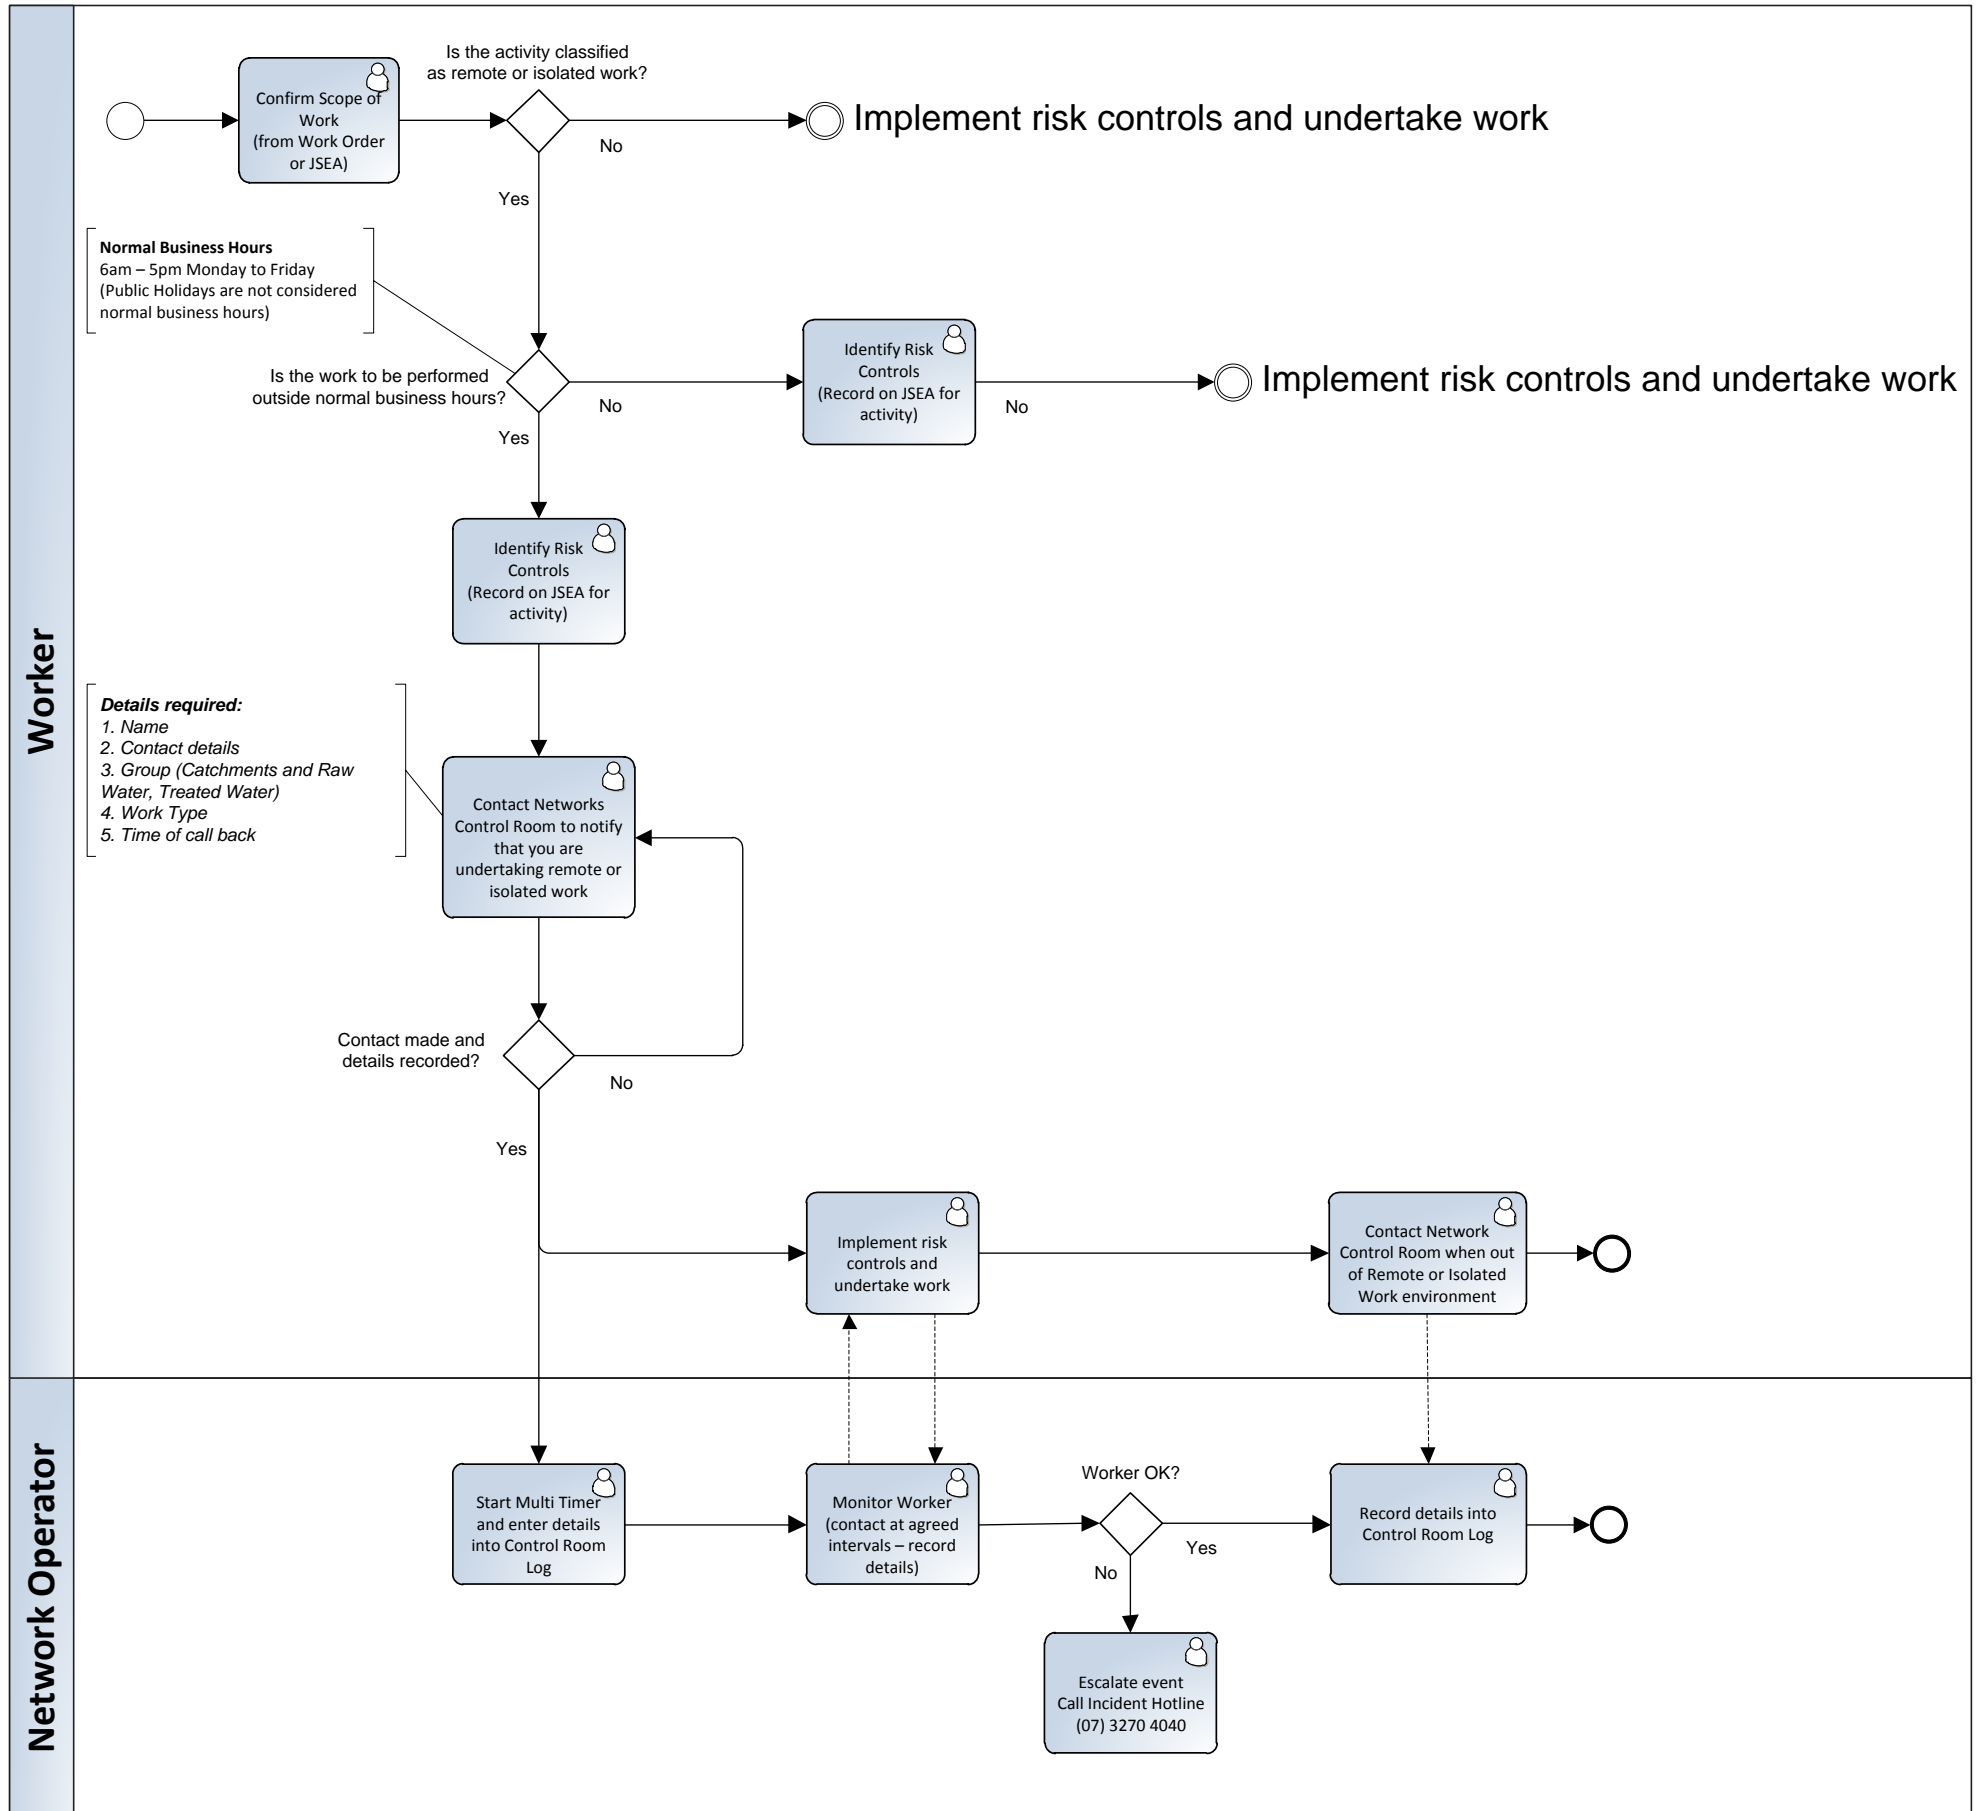 Worker
Is the activity classified
as remote or isolated work?
Confirm Scope of
Work
(from Work Order
or JSEA)
Implement risk controls and undertake work
No
Yes
Normal Business Hours
6am – 5pm Monday to Friday
(Public Holidays are not considered
normal business hours)
Is the work to be performed
outside normal business hours?
No
Yes
Identify Risk
Controls
(Record on JSEA for
activity)
No
Implement risk controls and undertake work
Identify Risk
Controls
(Record on JSEA for
activity)
Details required:
1. Name
2. Contact details
3. Group (Catchments and Raw
Water, Treated Water)
4. Work Type
5. Time of call back
Contact Networks
Control Room to notify
that you are
undertaking remote or
isolated work
Contact made and
details recorded?
No
Yes
Implement risk
controls and
undertake work
Contact Network
Control Room when out
of Remote or Isolated
Work environment
Network Operator
Start Multi Timer
and enter details
into Control Room
Log
Monitor Worker
(contact at agreed
intervals – record
details)
Worker OK?
Yes
No
Record details into
Control Room Log
Escalate event
Call Incident Hotline
(07) 3270 4040